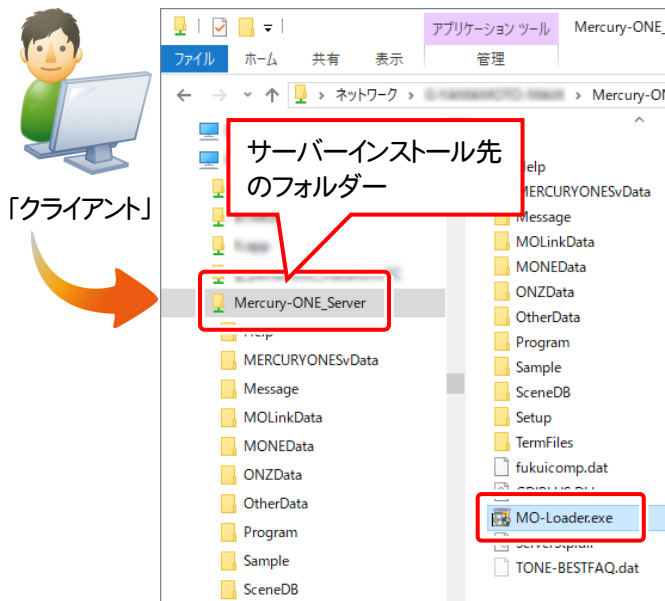 アプリケーション ツール
Mercury-ONE_
ファイル
ホーム
共有
表示
管理
ネットワーク
Mercury-ON
サーバーインストール先
のフォルダー
「クライアント」
Mercury-ONE_Server
Help
MERCURYONESvData
Message
MOLinkData
MONEData
ONZData
OtherData
Program
Sample
SceneDB
elp
MERCURYONESvData
Message
MOLinkData
MONEData
ONZData
OtherData
Program
Sample
SceneDB
Setup
TermFiles
fukuicomp.dat
MO-Loader.exe
TONE-BESTFAQ.dat